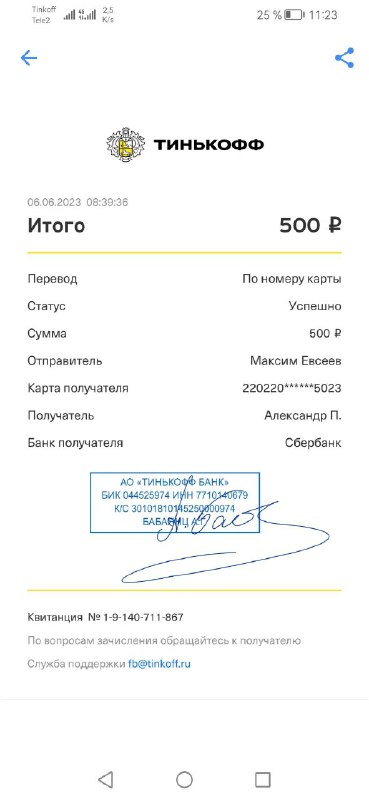 Tinkoff 2,5 25 % 11:23
Tele2 K/s
ТИНЬКОФФ
06.06.2023 08:39:36
Итого 500 ₽
Перевод По номеру карты
Статус Успешно
Сумма 500 ₽
Отправитель Максим Евсеев
Карта получателя 220220******5023
Получатель Александр П.
Банк получателя Сбербанк
АО «ТИНЬКОФФ БАНК»
БИК 044525974 ИНН 7710140679
К/С 30101810145250000974
БАБАЯНЦ А.Г.
Квитанция № 1-9-140-711-867
По вопросам зачисления обращайтесь к получателю
Служба поддержки fb@tinkoff.ru